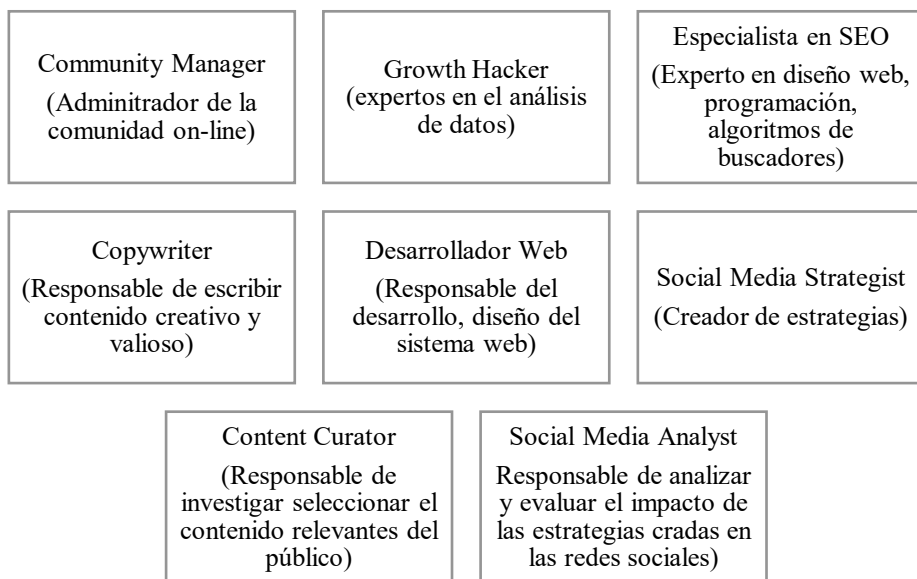 Community Manager
(Adminitrador de la
comunidad on-line)
Growth Hacker
(expertos en el análisis
de datos)
Especialista en SEO
(Experto en diseño web,
programación,
algoritmos de
buscadores)
Copywriter
(Responsable de escribir
contenido creativo y
valioso)
Desarrollador Web
(Responsable del
desarrollo, diseño del
sistema web)
Social Media Strategist
(Creador de estrategias)
Content Curator
(Responsable de
investigar seleccionar el
contenido relevantes del
público)
Social Media Analyst
Responsable de analizar
y evaluar el impacto de
las estrategias cradas en
las redes sociales)